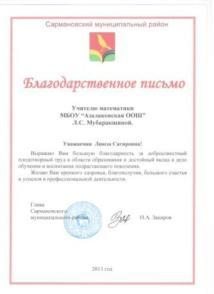 Сармановский муниципальный район
Благодарственное письмо
Учителю математики
МБОУ "Азалаковская ООШ"
Л.С. Мубаракшиной.
Уважаемая Ляиса Сагировна!
Выражаю Вам большую благодарность за добросовестный
плодотворный труд в области образования и достойный вклад в дело
обучения и воспитания подрастающего поколения.
Желаю Вам крепкого здоровья, благополучия, большого счастья
и успехов в профессиональной деятельности.
Глава
Сармановского
муниципального района
Захаров
2013 год